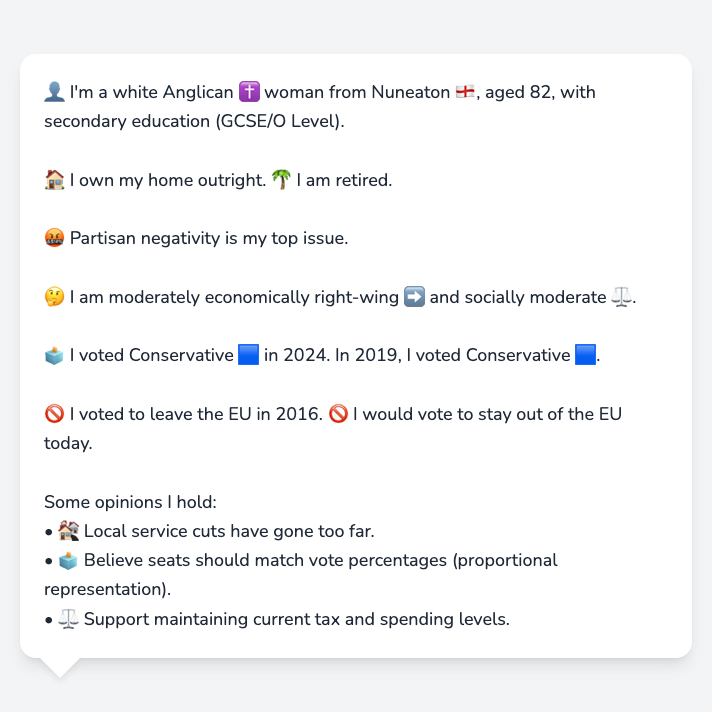 👤 I'm a white Anglican ✝️ woman from Nuneaton 🏴󠁧󠁢󠁥󠁮󠁧󠁿, aged 82, with
secondary education (GCSE/O Level).
🏠 I own my home outright. 🌴 I am retired.
🤬 Partisan negativity is my top issue.
🤔 I am moderately economically right-wing ➡️ and socially moderate ⚖️.
🗳️ I voted Conservative 🟦 in 2024. In 2019, I voted Conservative 🟦.
🚫 I voted to leave the EU in 2016. 🚫 I would vote to stay out of the EU
today.
Some opinions I hold:
• 🏚️ Local service cuts have gone too far.
• 🗳️ Believe seats should match vote percentages (proportional
representation).
• ⚖️ Support maintaining current tax and spending levels.